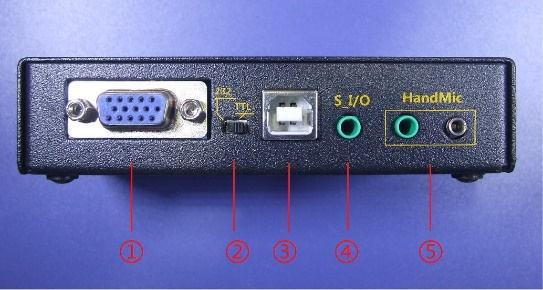 232
TTL
S_I/O
HandMic
① ② ③ ④ ⑤